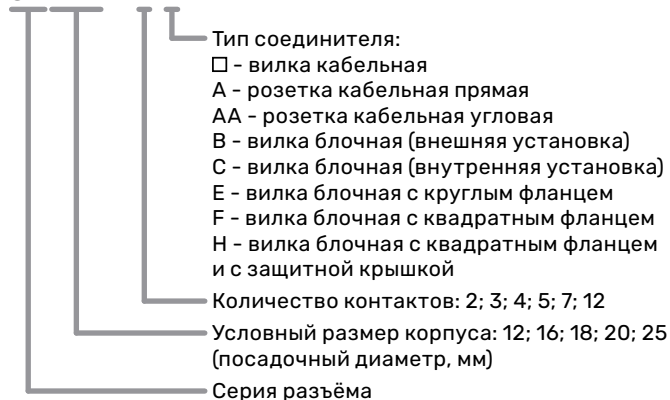 Тип соединителя:
□ - вилка кабельная
A - розетка кабельная прямая
AA - розетка кабельная угловая
B - вилка блочная (внешняя установка)
C - вилка блочная (внутренняя установка)
E - вилка блочная с круглым фланцем
F - вилка блочная с квадратным фланцем
H - вилка блочная с квадратным фланцем
и с защитной крышкой
Количество контактов: 2; 3; 4; 5; 7; 12
Условный размер корпуса: 12; 16; 18; 20; 25
(посадочный диаметр, мм)
Серия разъёма